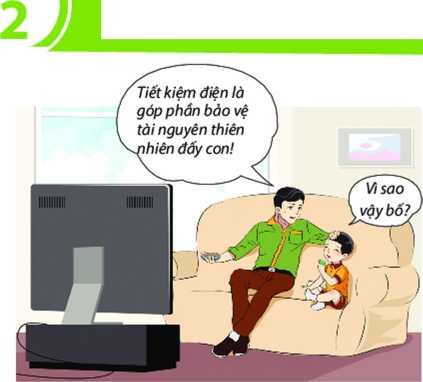 2
Tiết kiệm điện là
góp phần bảo vệ
tài nguyên thiên
nhiên đấy con!
Vì sao
vậy bố?